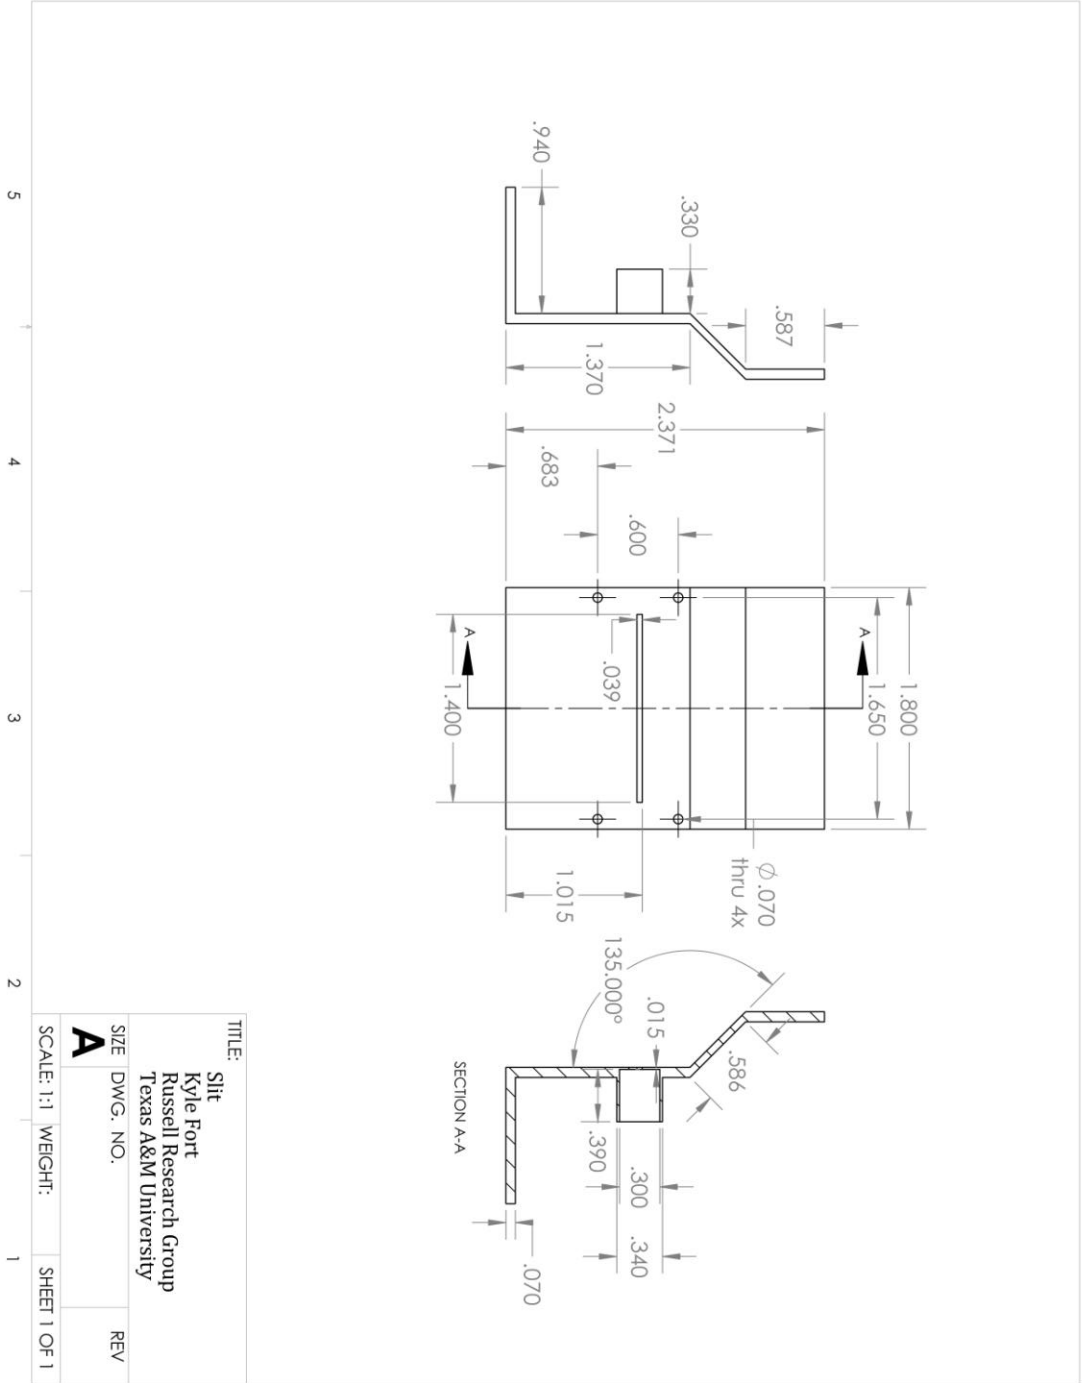 .940
.330
.587
1.370
2.371
.683
.600
1.800
1.650
A
A
.039
1.400
Ø .070
thru 4x
1.015
135.000°
.015
.586
.390
.300
.340
.070
SECTION A-A
5
4
3
2
1
TITLE:
Slit
Kyle Fort
Russell Research Group
Texas A&M University
SIZE
A
DWG. NO.
REV
SCALE: 1:1
WEIGHT:
SHEET 1 OF 1